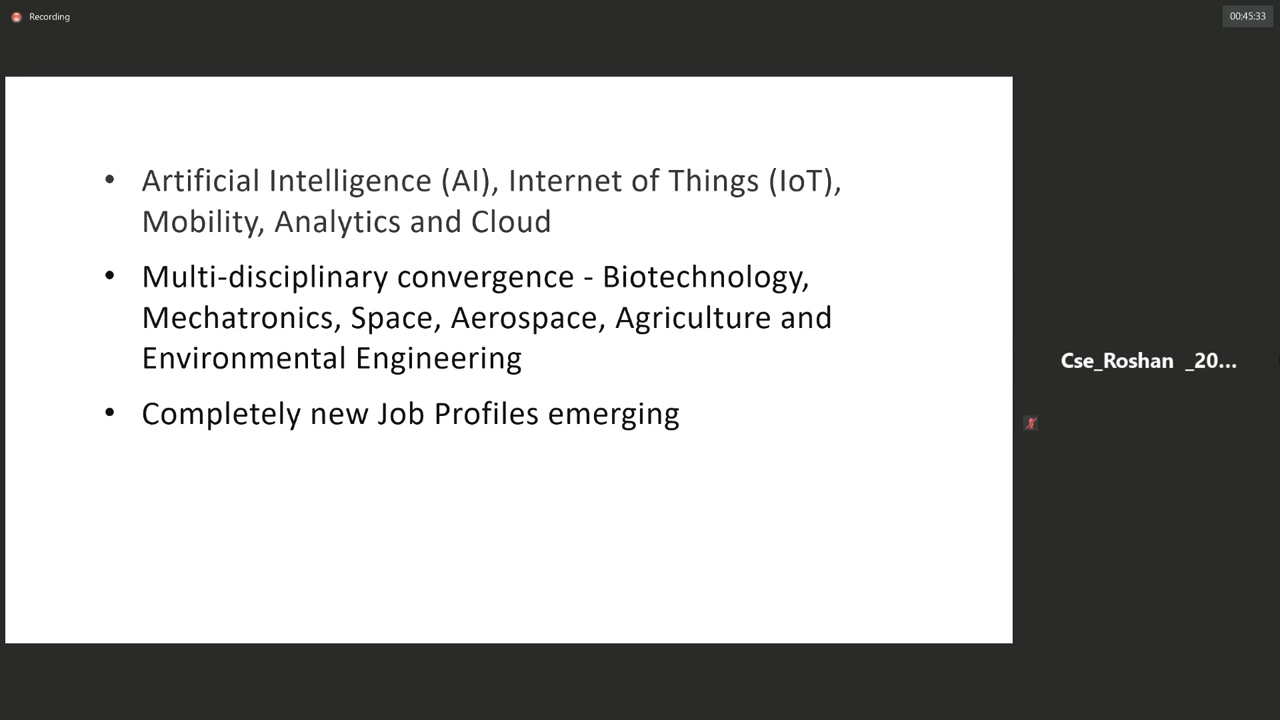 Recording
00:45:33
• Artificial Intelligence (AI), Internet of Things (IoT),
Mobility, Analytics and Cloud
• Multi-disciplinary convergence - Biotechnology,
Mechatronics, Space, Aerospace, Agriculture and
Environmental Engineering
• Completely new Job Profiles emerging
Cse_Roshan _20...